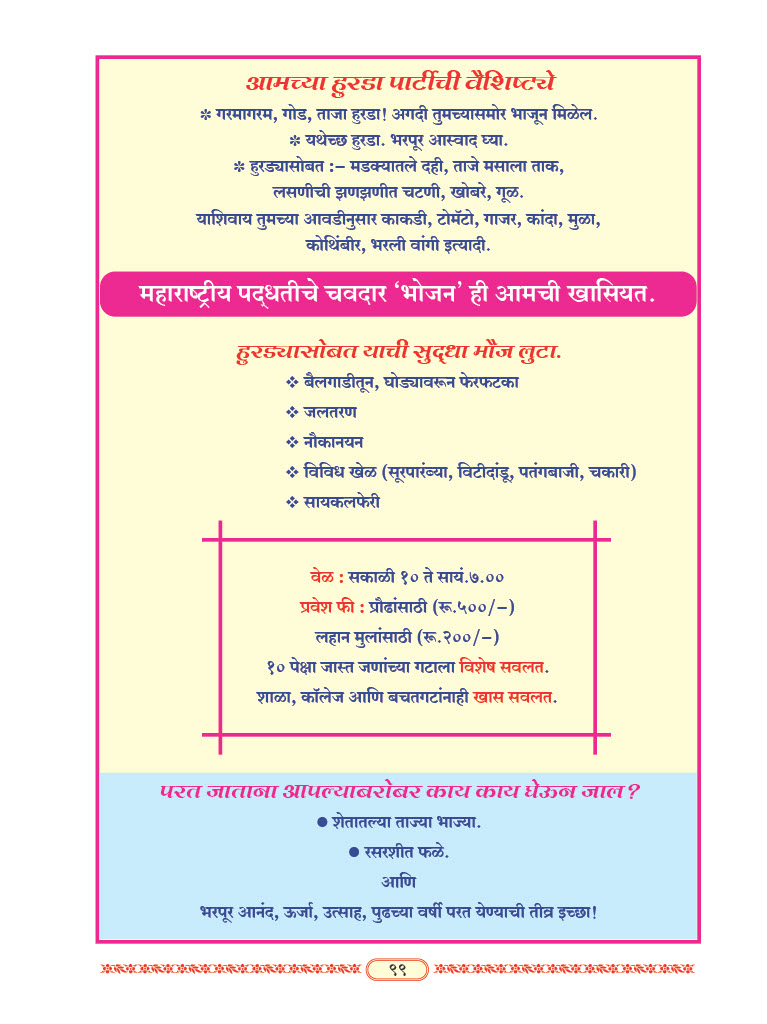 आमच्या हुरडा पार्टीची वैशिष्ट्ये
✲ गरमागरम, गोड, ताजा हुरडा! अगदी तुमच्यासमोर भाजून मिळेल.
✲ यथेच्छ हुरडा. भरपूर आस्वाद घ्या.
✲ हुरड्यासोबत :– मडक्यातले दही, ताजे मसाला ताक,
लसणीची झणझणीत चटणी, खोबरे, गूळ.
याशिवाय तुमच्या आवडीनुसार काकडी, टोमॅटो, गाजर, कांदा, मुळा,
कोथिंबीर, भरली वांगी इत्यादी.
महाराष्ट्रीय पद्धतीचे चवदार ‘भोजन’ ही आमची खासियत.
हुरड्यासोबत याची सुद्धा मौज लुटा.
❖ बैलगाडीतून, घोड्यावरून फेरफटका
❖ जलतरण
❖ नौकानयन
❖ विविध खेळ (सूरपारंब्या, विटीदांडू, पतंगबाजी, चकारी)
❖ सायकलफेरी
वेळ : सकाळी १० ते सायं.७.००
प्रवेश फी : प्रौढांसाठी (रू.५००/–)
लहान मुलांसाठी (रू.२००/–)
१० पेक्षा जास्त जणांच्या गटाला विशेष सवलत.
शाळा, कॉलेज आणि बचतगटांनाही खास सवलत.
परत जाताना आपल्याबरोबर काय काय घेऊन जाल?
● शेतातल्या ताज्या भाज्या.
● रसरशीत फळे.
आणि
भरपूर आनंद, ऊर्जा, उत्साह, पुढच्या वर्षी परत येण्याची तीव्र इच्छा!
९९